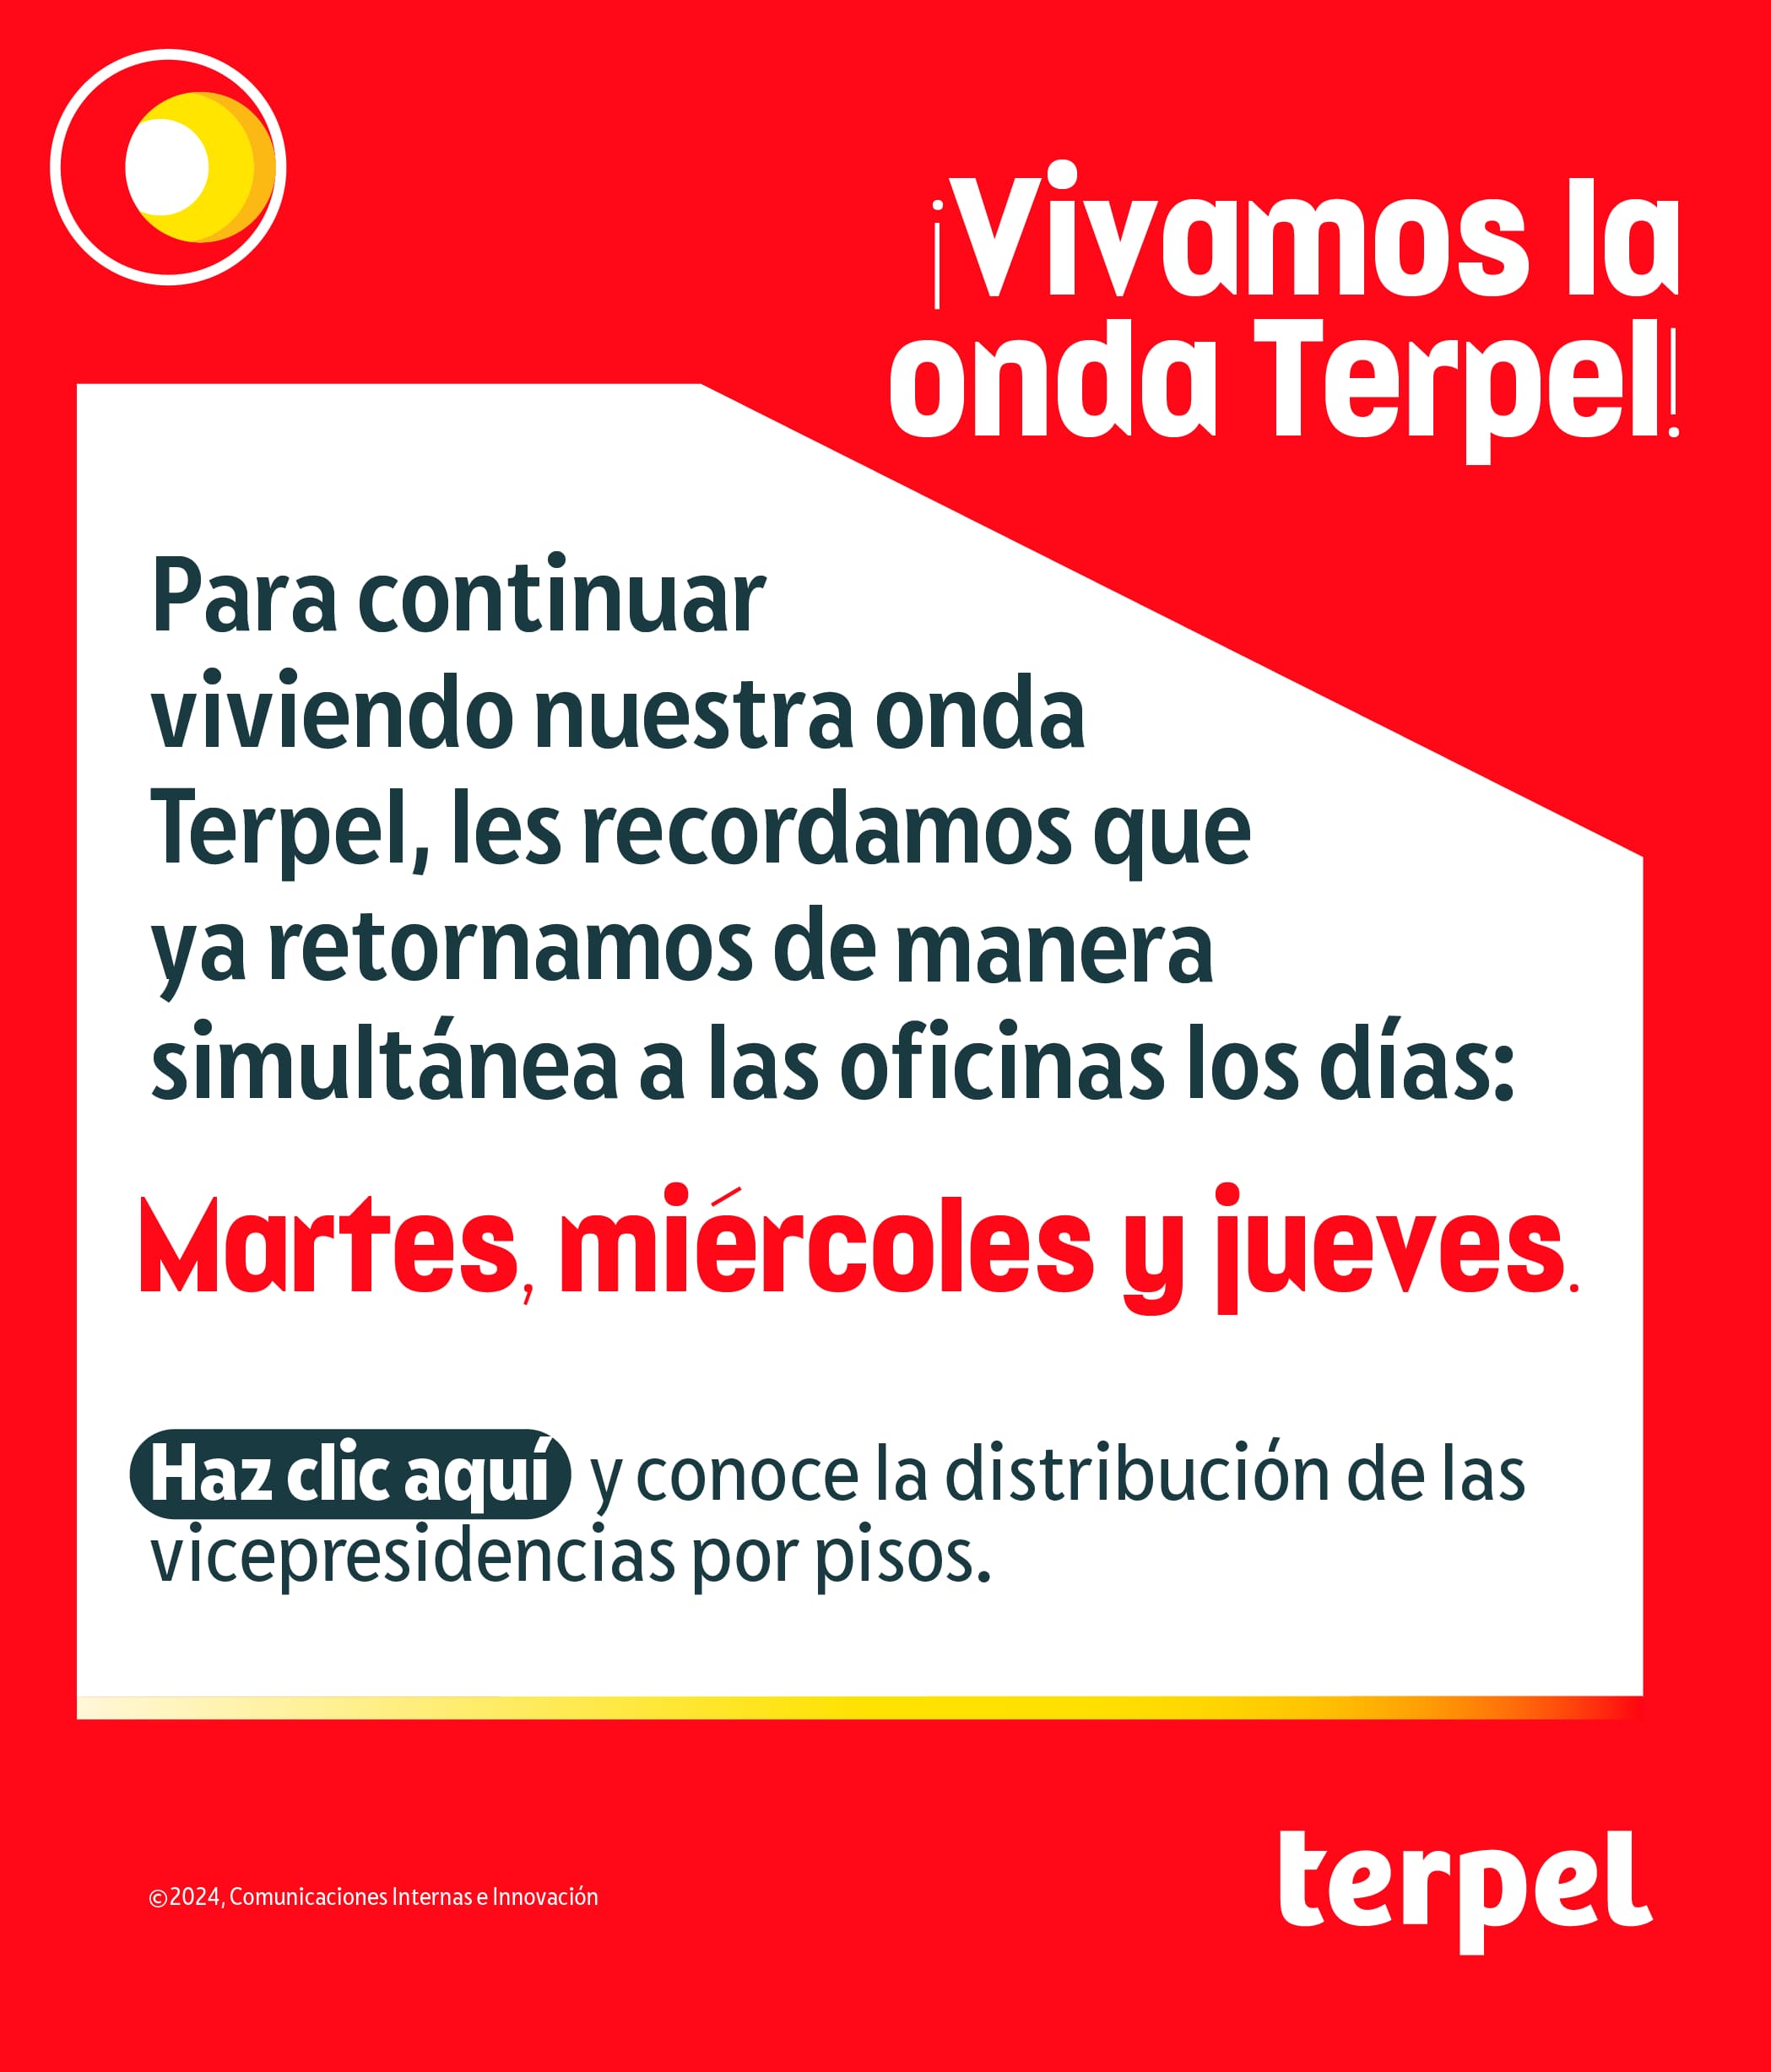 ¡Vivamos la
onda Terpel!
Para continuar
viviendo nuestra onda
Terpel, les recordamos que
ya retornamos de manera
simultánea a las oficinas los días:
Martes, miércoles y jueves.
Haz clic aquí y conoce la distribución de las
vicepresidencias por pisos.
©2024, Comunicaciones Internas e Innovación
terpel